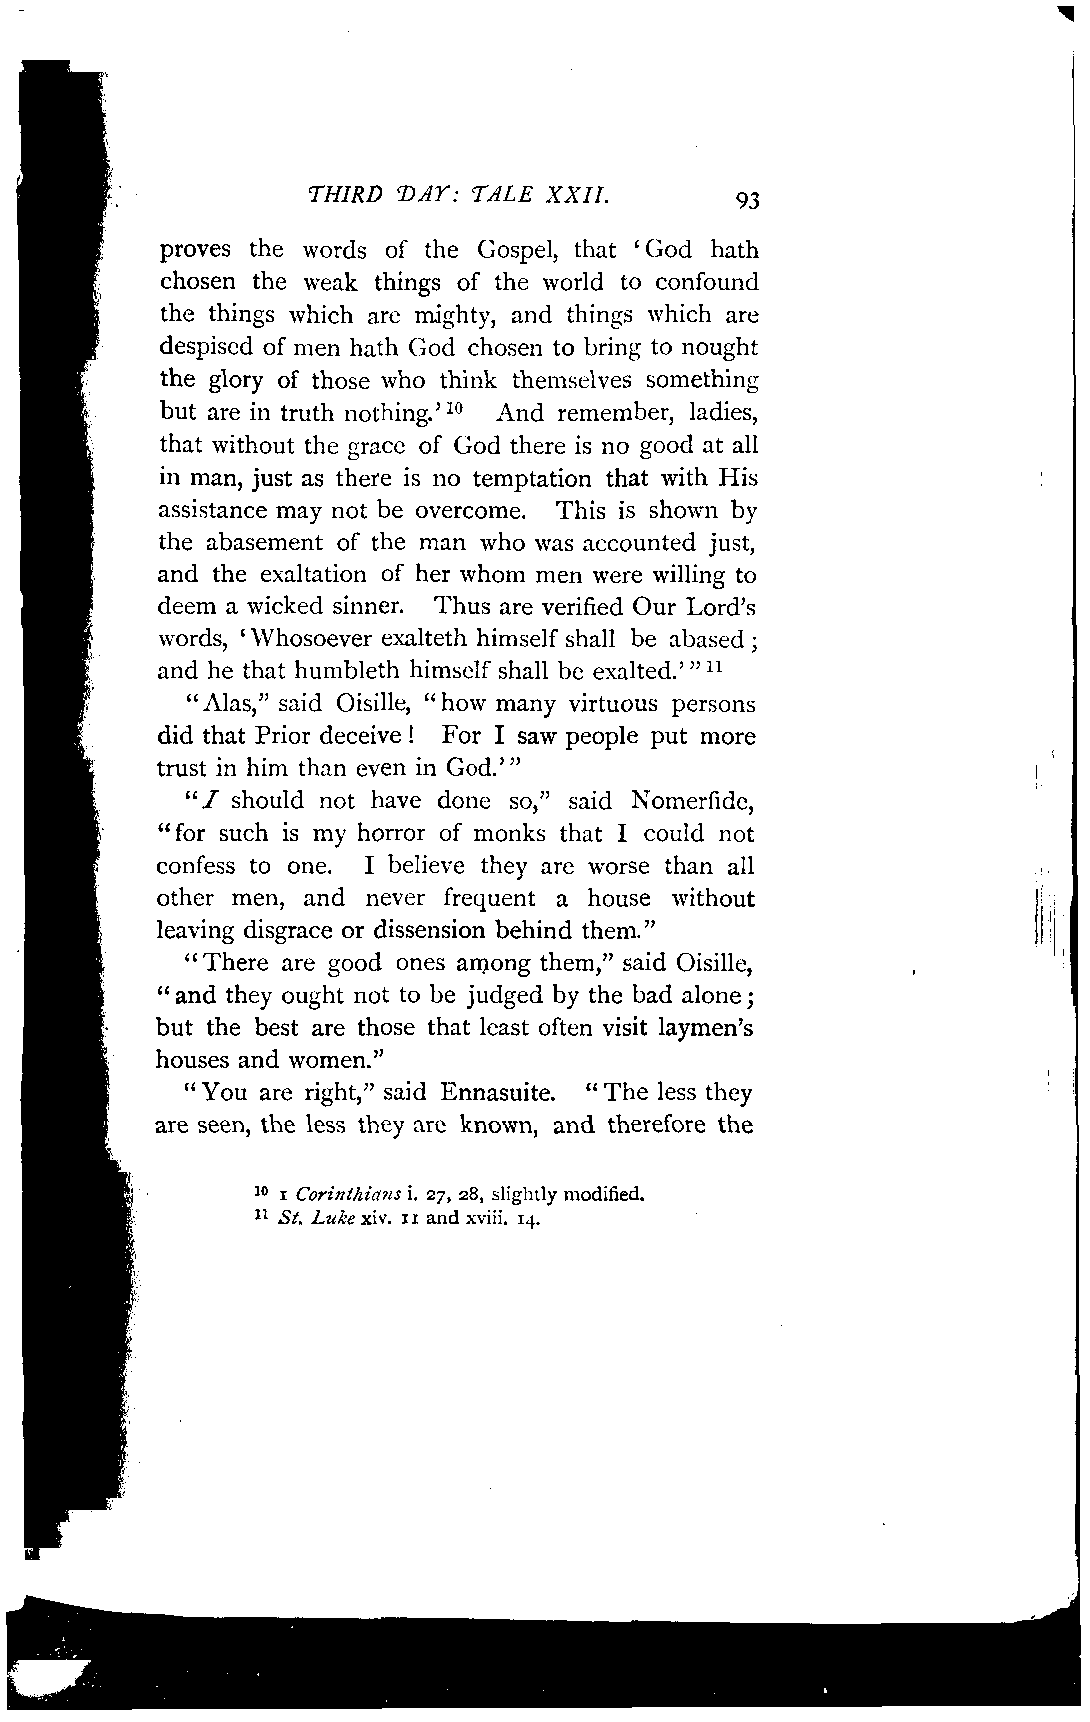 THIRD DAY: TALE XXII. 93
proves the words of the Gospel, that ‘God hath
chosen the weak things of the world to confound
the things which are mighty, and things which are
despised of men hath God chosen to bring to nought
the glory of those who think themselves something
but are in truth nothing.’ 10 And remember, ladies,
that without the grace of God there is no good at all
in man, just as there is no temptation that with His
assistance may not be overcome. This is shown by
the abasement of the man who was accounted just,
and the exaltation of her whom men were willing to
deem a wicked sinner. Thus are verified Our Lord’s
words, ‘Whosoever exalteth himself shall be abased;
and he that humbleth himself shall be exalted.’” 11
“Alas,” said Oisille, “how many virtuous persons
did that Prior deceive! For I saw people put more
trust in him than even in God.’”
“I should not have done so,” said Nomerfide,
“for such is my horror of monks that I could not
confess to one. I believe they are worse than all
other men, and never frequent a house without
leaving disgrace or dissension behind them.”
“There are good ones among them,” said Oisille,
“and they ought not to be judged by the bad alone;
but the best are those that least often visit laymen’s
houses and women.”
“You are right,” said Ennasuite. “The less they
are seen, the less they are known, and therefore the
10 1 Corinthians i. 27, 28, slightly modified.
11 St. Luke xiv. 11 and xviii. 14.